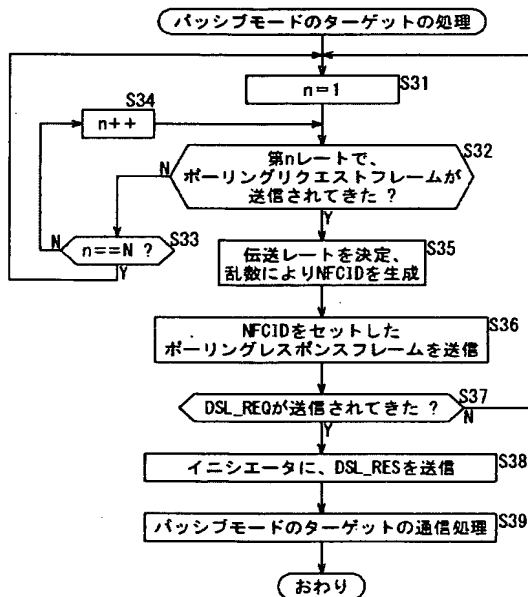 パッシブモードのターゲットの処理
S31
n=1
S34
n++
S32
第nレートで、
ポーリングリクエストフレームが
送信されてきた ?
N
Y
S33
n==N ?
N
Y
S35
伝送レートを決定、
乱数によりNFCIDを生成
S36
NFCIDをセットした
ポーリングレスポンスフレームを送信
S37
DSL_REQが送信されてきた ?
N
Y
S38
イニシエータに、DSL_RESを送信
S39
パッシブモードのターゲットの通信処理
おわり